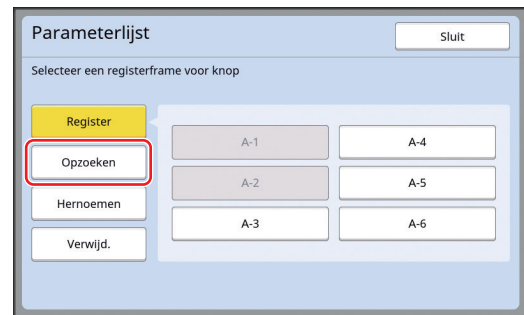 Parameterlijst
Sluit
Selecteer een registerframe voor knop
Register
Opzoeken
Hernoemen
Verwijd.
A-1
A-4
A-2
A-5
A-3
A-6